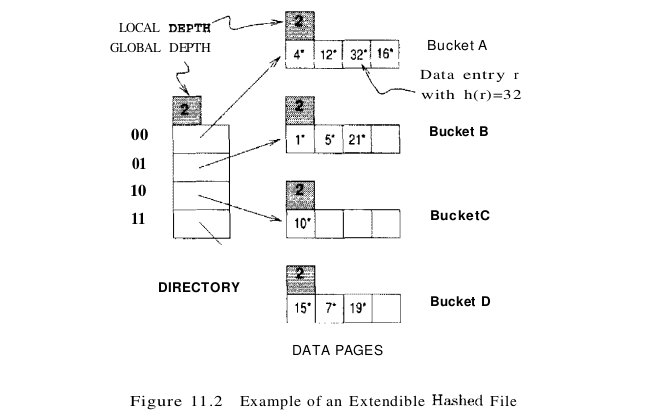 LOCAL DEPTH
GLOBAL DEPTH
2
4* 12* 32* 16*
Bucket A
Data entry r
with h(r)=32
2
00
01
10
11
2
1* 5* 21*
Bucket B
2
10*
BucketC
DIRECTORY
2
15* 7* 19*
Bucket D
DATA PAGES
Figure 11.2 Example of an Extendible Hashed File